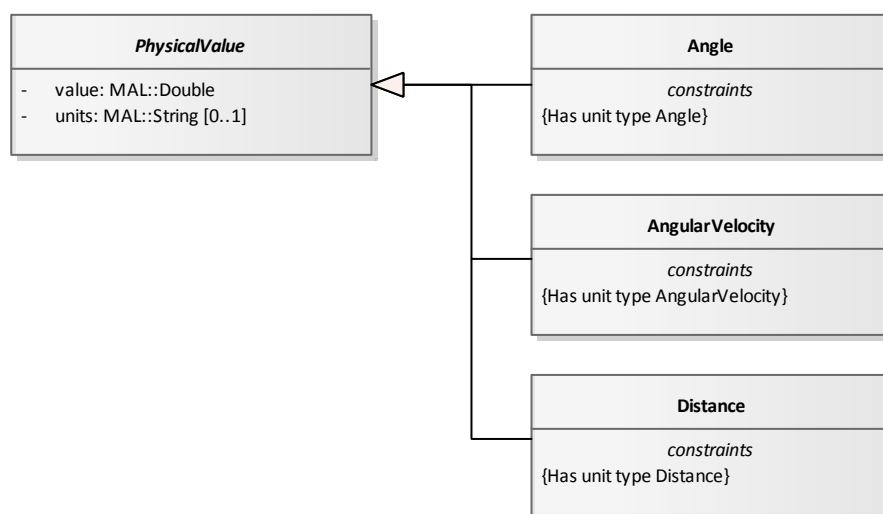 PhysicalValue
- value: MAL::Double
- units: MAL::String [0..1]
Angle
constraints
{Has unit type Angle}
AngularVelocity
constraints
{Has unit type AngularVelocity}
Distance
constraints
{Has unit type Distance}